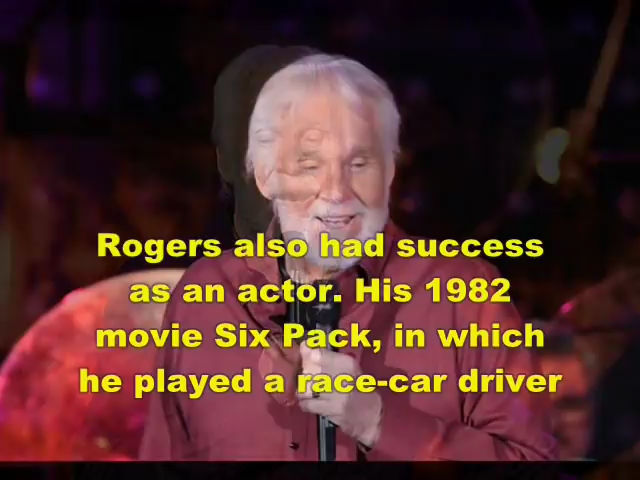 Rogers also had success
as an actor. His 1982
movie Six Pack, in which
he played a race-car driver